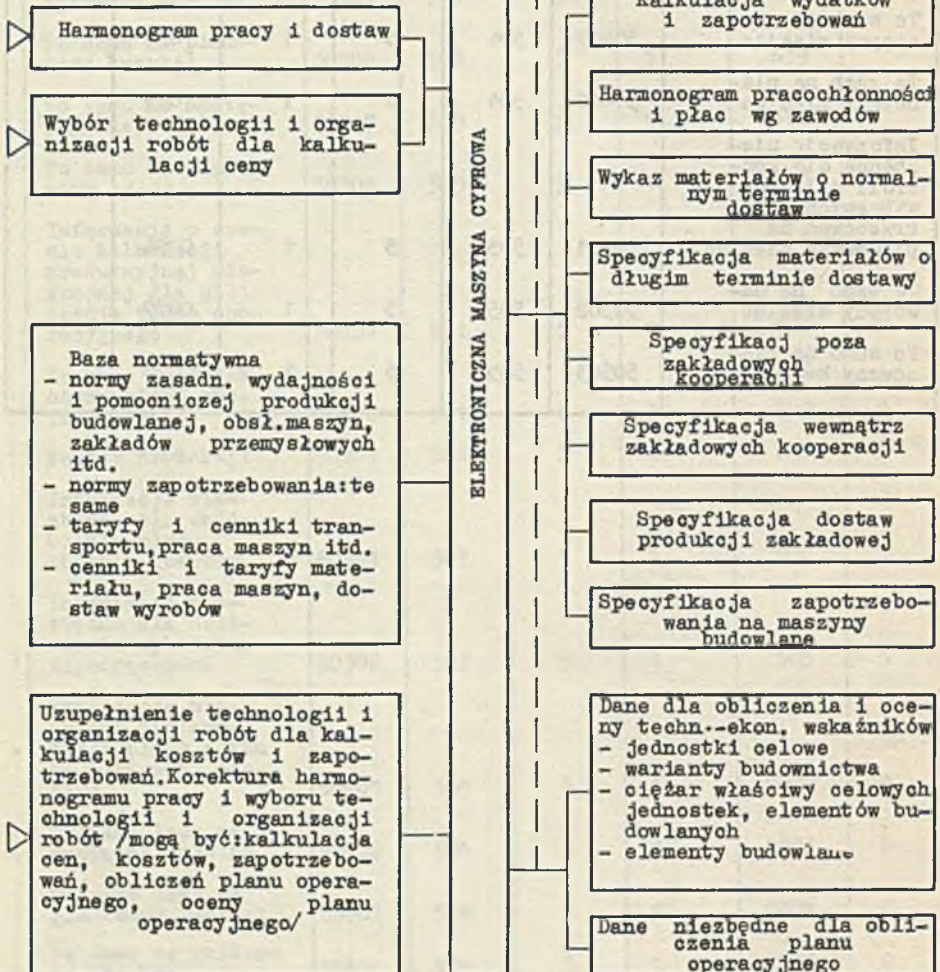 Harmonogram pracy i dostaw
Wybór technologii i orga-
nizacji robót dla kalku-
lacji ceny
Baza normatywna
- normy zasadn. wydajności
i pomocniczej produkcji
budowlanej, obsł.maszyn,
zakładów przemysłowych
itd.
- normy zapotrzebowania:te
same
- taryfy i cenniki tran-
sportu,praca maszyn itd.
- cenniki i taryfy mate-
riału, praca maszyn, do-
staw wyrobów
Uzupełnienie technologii i
organizacji robót dla kal-
kulacji kosztów i zapo-
trzebowań.Korektura harmo-
nogramu pracy i wyboru te-
chnologii i organizacji
robót /mogą być:kalkulacja
cen, kosztów, zapotrzebo-
wań, obliczeń planu opera-
cyjnego, oceny planu
operacyjnego/
ELEKTRONICZNA MASZYNA CYFROWA
Kalkulacja wydatków
i zapotrzebowań
Harmonogram pracochłonności
i płac wg zawodów
Wykaz materiałów o normal-
nym terminie
dostaw
Specyfikacja materiałów o
długim terminie dostawy
Specyfikacj poza
zakładowych
kooperacji
Specyfikacja wewnątrz
zakładowych kooperacji
Specyfikacja dostaw
produkcji zakładowej
Specyfikacja zapotrzebo-
wania na maszyny
budowlane
Dane dla obliczenia i oce-
ny techn.-ekon. wskaźników
- jednostki celowe
- warianty budownictwa
- ciężar właściwy celowych
jednostek, elementów bu-
dowlanych
- elementy budowlane
Dane niezbędne dla obli-
czenia planu
operacyjnego